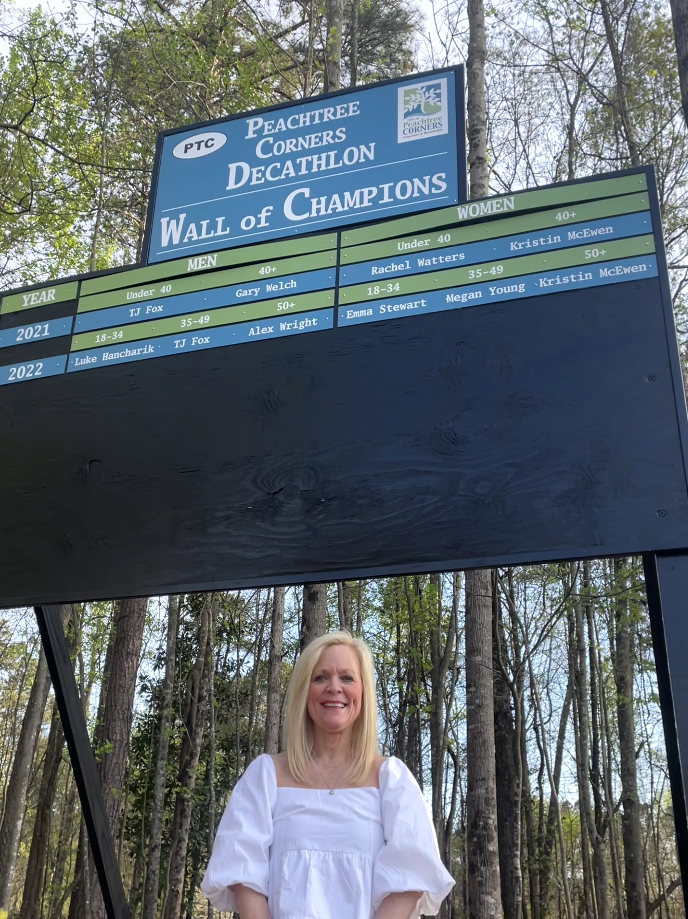 PTC
PEACHTREE
CORNERS
DECATHLON
WALL of CHAMPIONS
Peachtree
CORNERS
YEAR
MEN
WOMEN
Under 40 40+
Under 40 40+
2021
TJ Fox Gary Welch
Rachel Watters Kristin McEwen
18-34 35-49 50+
18-34 35-49 50+
2022
Luke Hancharik TJ Fox Alex Wright
Emma Stewart Megan Young Kristin McEwen